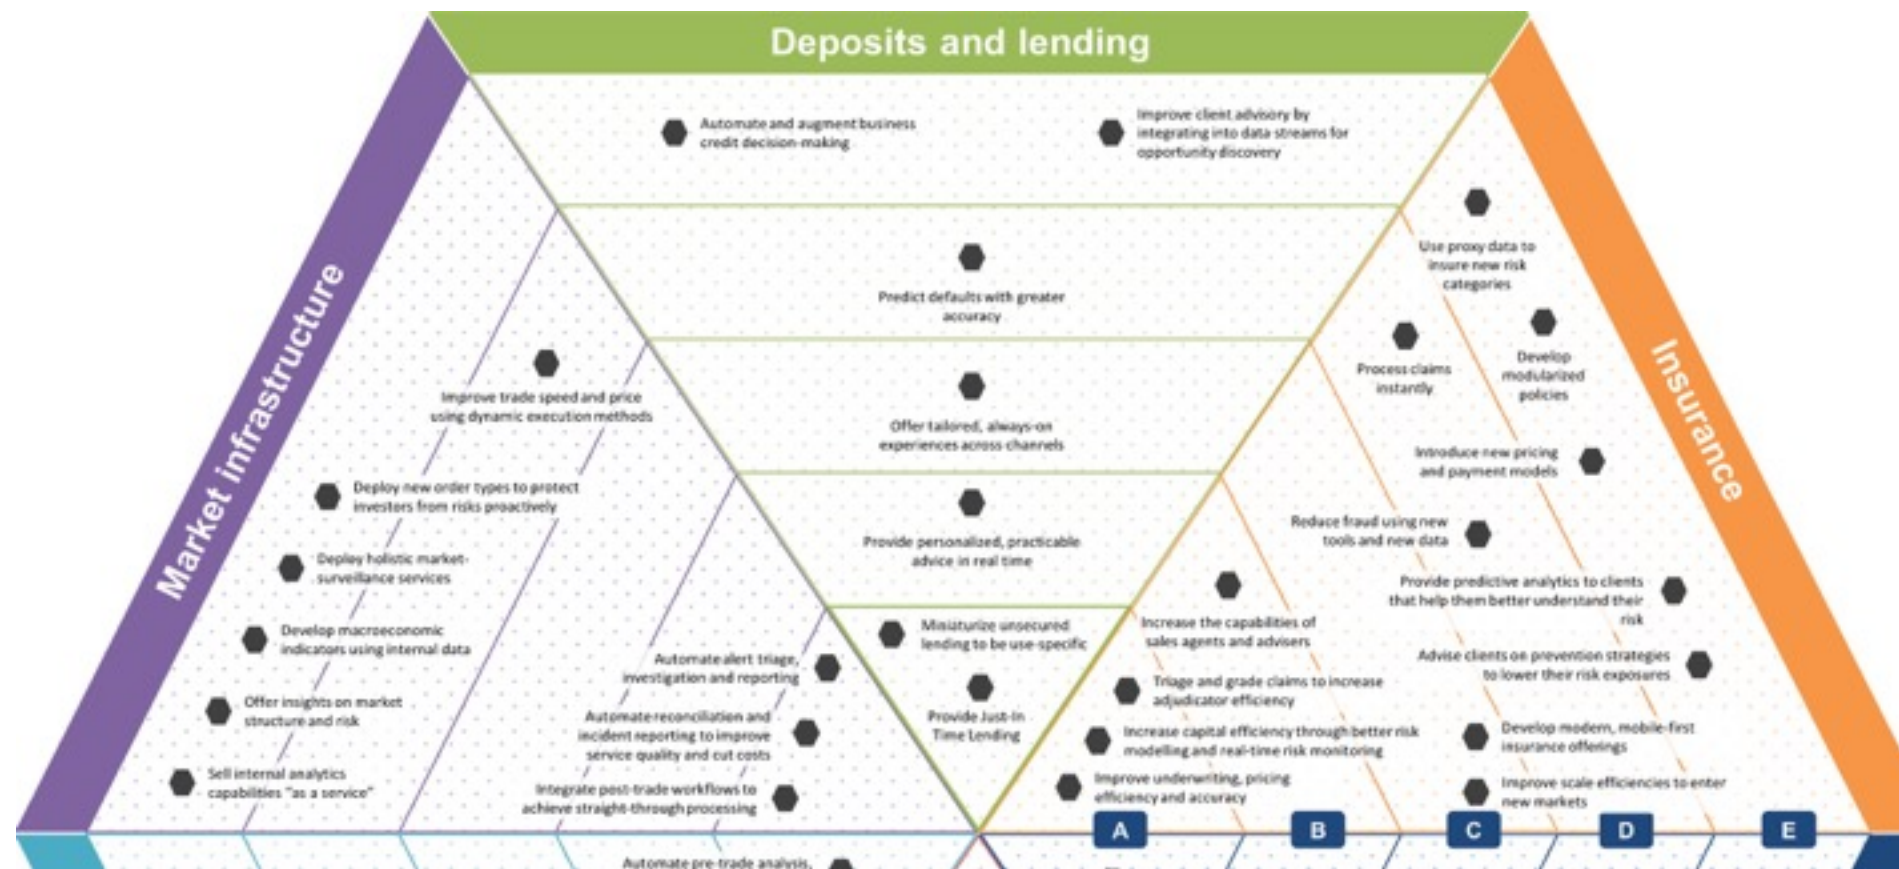 Deposits and lending
Automate and augment business
credit decision-making
Improve client advisory by
integrating into data streams for
opportunity discovery
Predict defaults with greater
accuracy
Offer tailored, always-on
experiences across channels
Provide personalized, practicable
advice in real time
Miniaturize unsecured
lending to be use-specific
Provide Just-In
Time Lending
Market infrastructure
Improve trade speed and price
using dynamic execution methods
Deploy new order types to protect
investors from risks proactively
Deploy holistic market-
surveillance services
Develop macroeconomic
indicators using internal data
Offer insights on market
structure and risk
Sell internal analytics
capabilities "as a service"
Automate alert triage,
investigation and reporting
Automate reconciliation and
incident reporting to improve
service quality and cut costs
Integrate post-trade workflows to
achieve straight-through processing
Insurance
Use proxy data to
insure new risk
categories
Process claims
instantly
Develop
modularized
policies
Introduce new pricing
and payment models
Reduce fraud using new
tools and new data
Provide predictive analytics to clients
that help them better understand their
risk
Increase the capabilities of
sales agents and advisers
Advise clients on prevention strategies
to lower their risk exposures
Triage and grade claims to increase
adjudicator efficiency
Increase capital efficiency through better risk
modelling and real-time risk monitoring
Develop modern, mobile-first
insurance offerings
Improve underwriting, pricing
efficiency and accuracy
Improve scale efficiencies to enter
new markets
A
B
C
D
E
Automate pre-trade analysis,